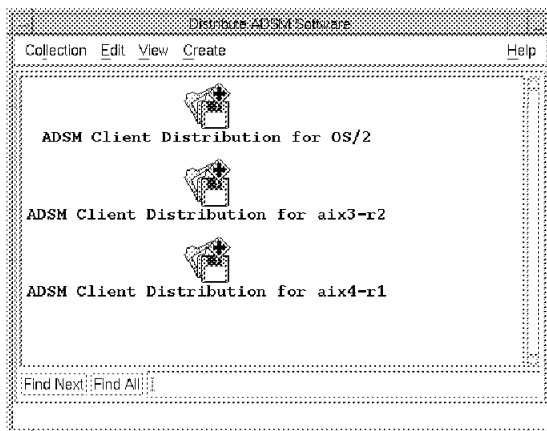 Distribute ADSM Software
Collection Edit View Create Help
ADSM Client Distribution for OS/2
ADSM Client Distribution for aix3-r2
ADSM Client Distribution for aix4-r1
Find Next Find All